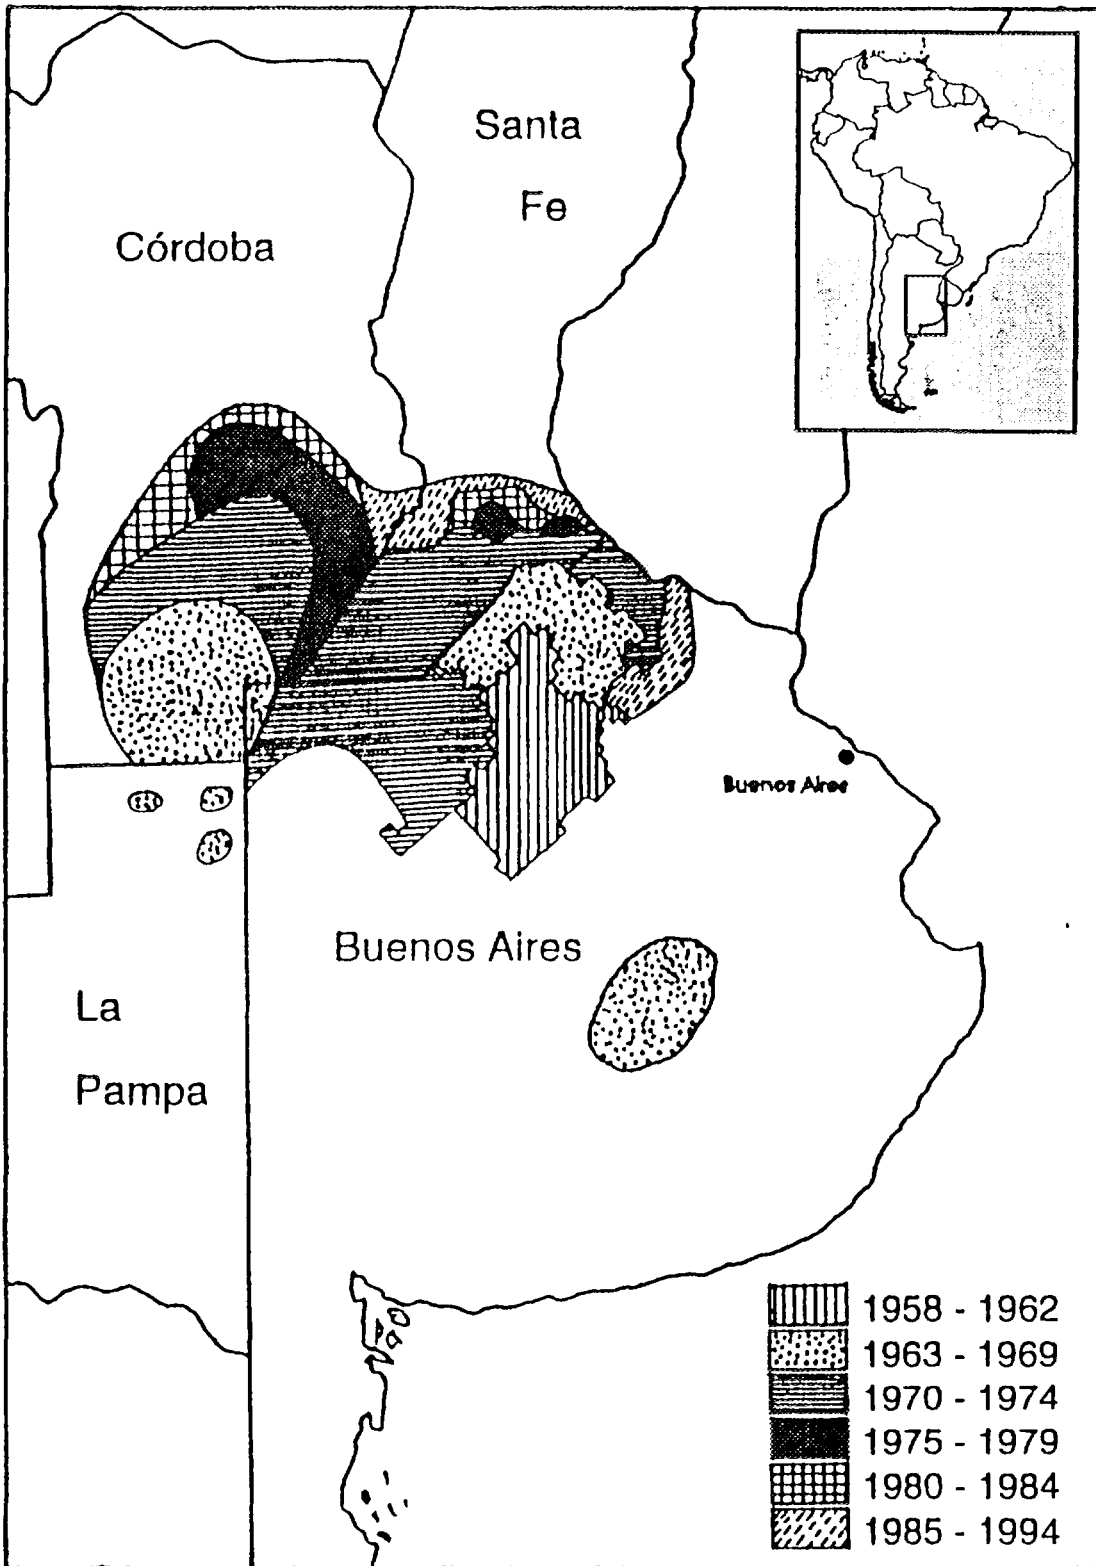 Santa
Fe
Córdoba
Buenos Aires
Buenos Aires
La
Pampa
1958 - 1962
1963 - 1969
1970 - 1974
1975 - 1979
1980 - 1984
1985 - 1994